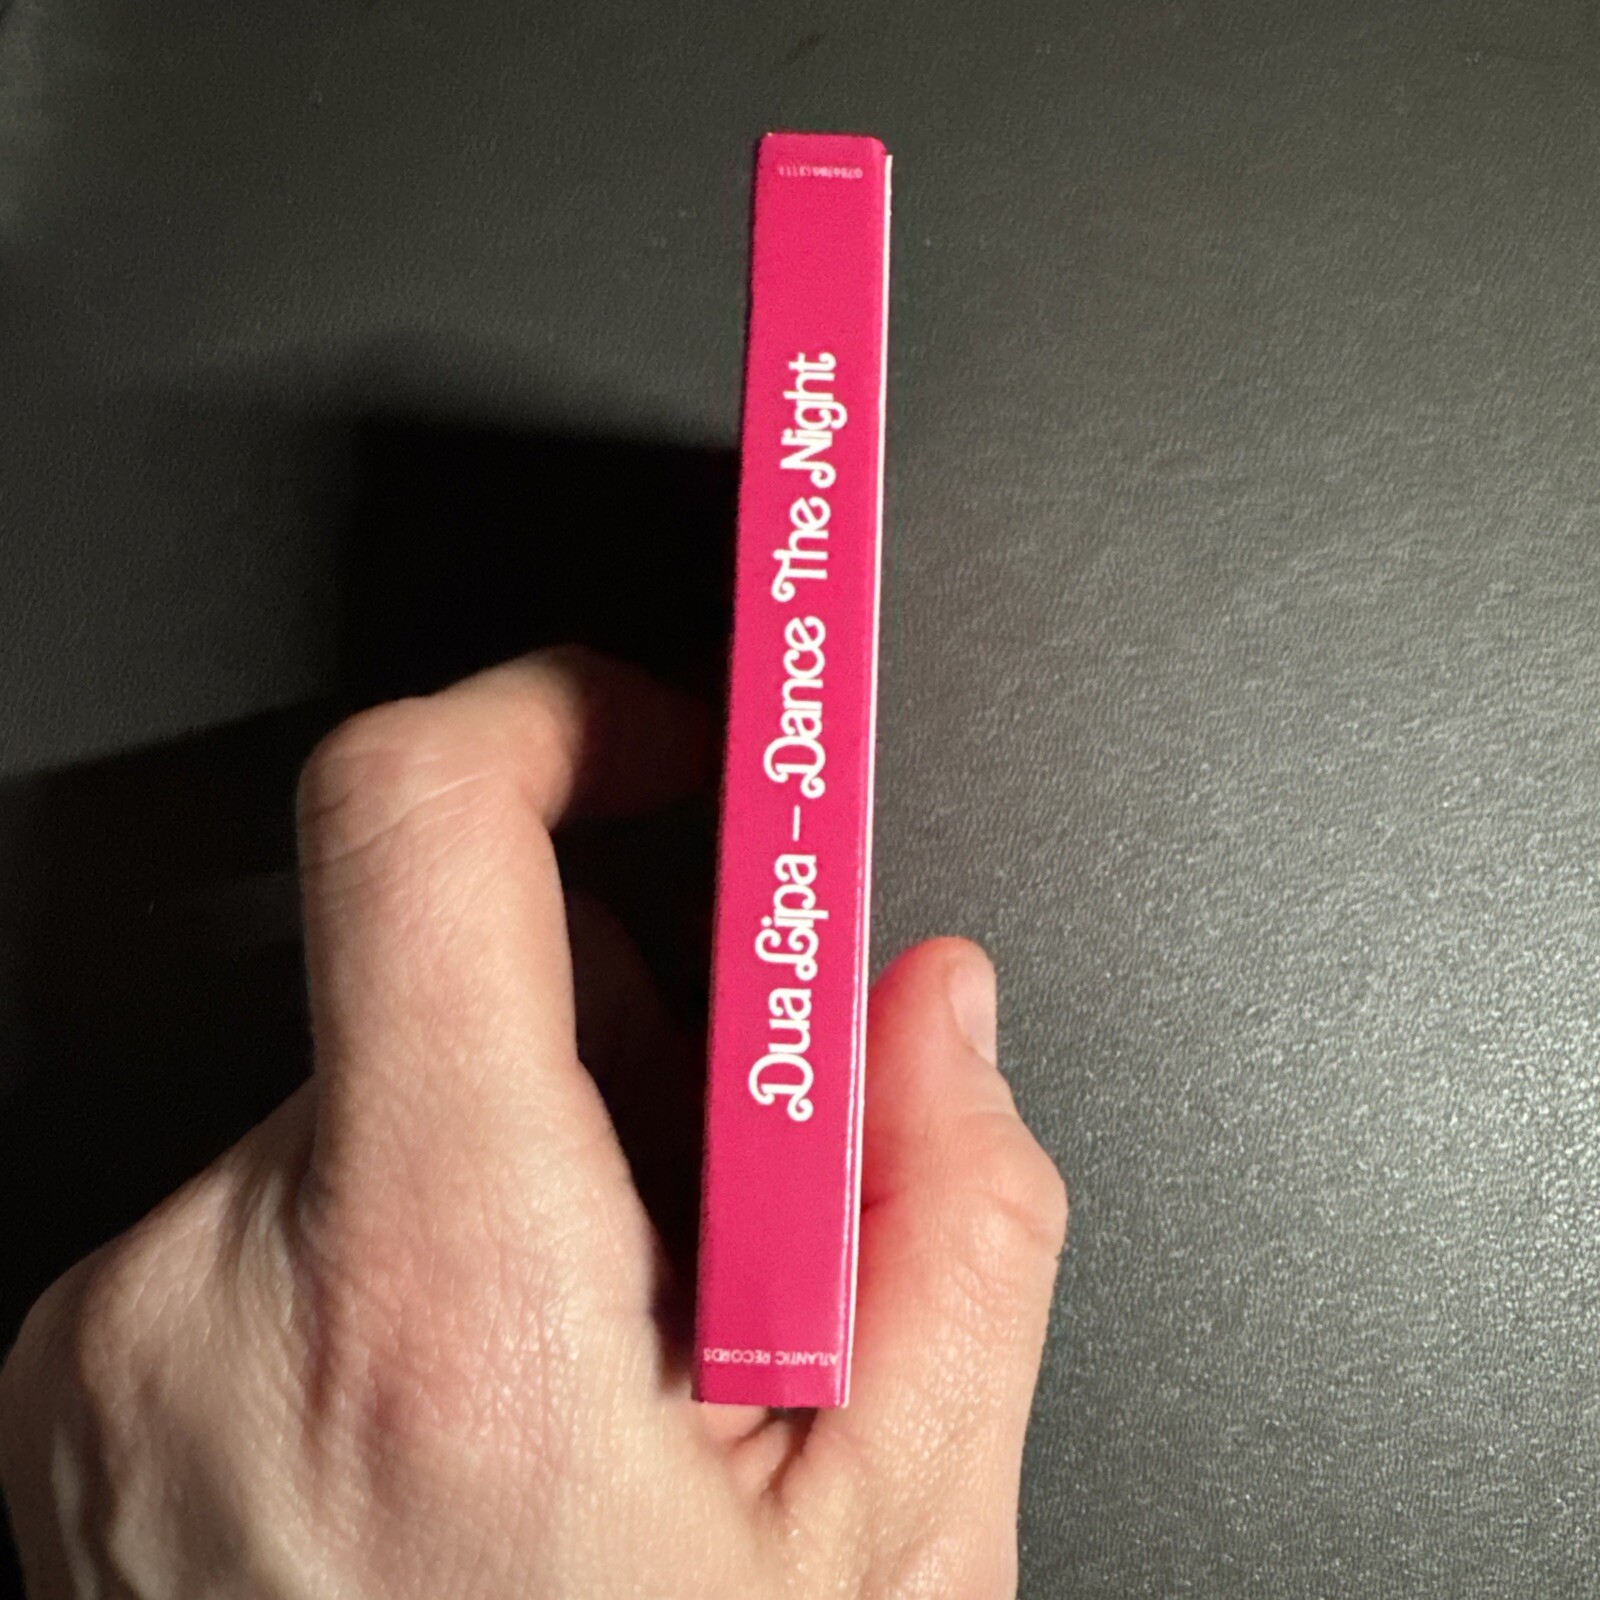 Dua Lipa – Dance The Night
ATLANTIC RECORDS